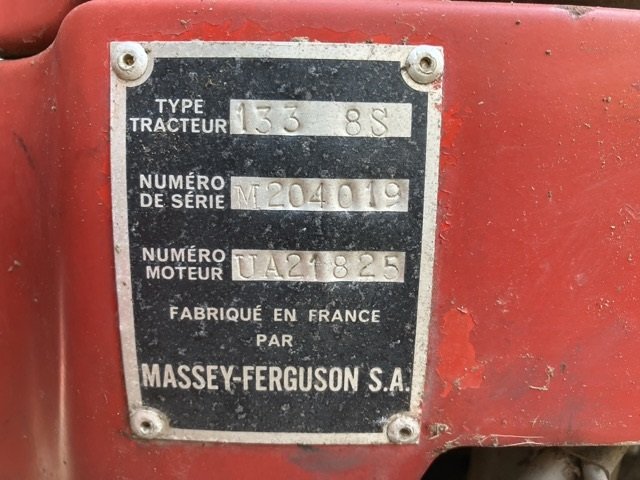 TYPE
TRACTEUR 133 8S
NUMÉRO
DE SÉRIE M204019
NUMÉRO
MOTEUR UA21825
FABRIQUÉ EN FRANCE
PAR
MASSEY-FERGUSON S.A.